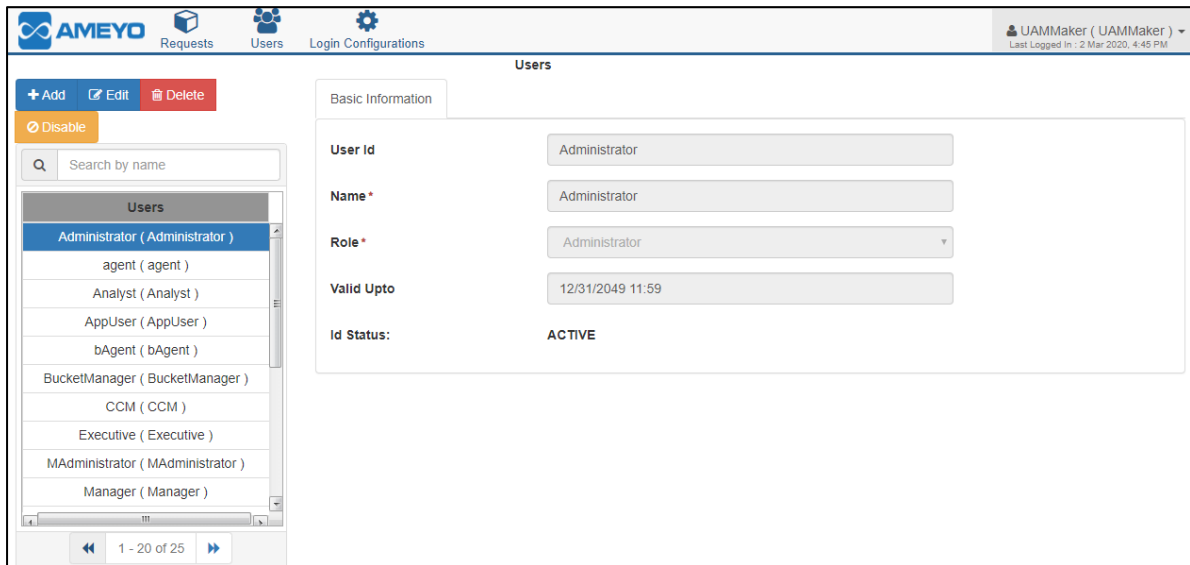 AMEYO
Requests
Users
Login Configurations
UAMMaker ( UAMMaker )
Last Logged In : 2 Mar 2020, 4:45 PM
Users
Add
Edit
Delete
Disable
Search by name
Users
Administrator ( Administrator )
agent ( agent )
Analyst ( Analyst )
AppUser ( AppUser )
bAgent ( bAgent )
BucketManager ( BucketManager )
CCM ( CCM )
Executive ( Executive )
MAdministrator ( MAdministrator )
Manager ( Manager )
1 - 20 of 25
Basic Information
User Id Administrator
Name* Administrator
Role* Administrator
Valid Upto 12/31/2049 11:59
Id Status: ACTIVE